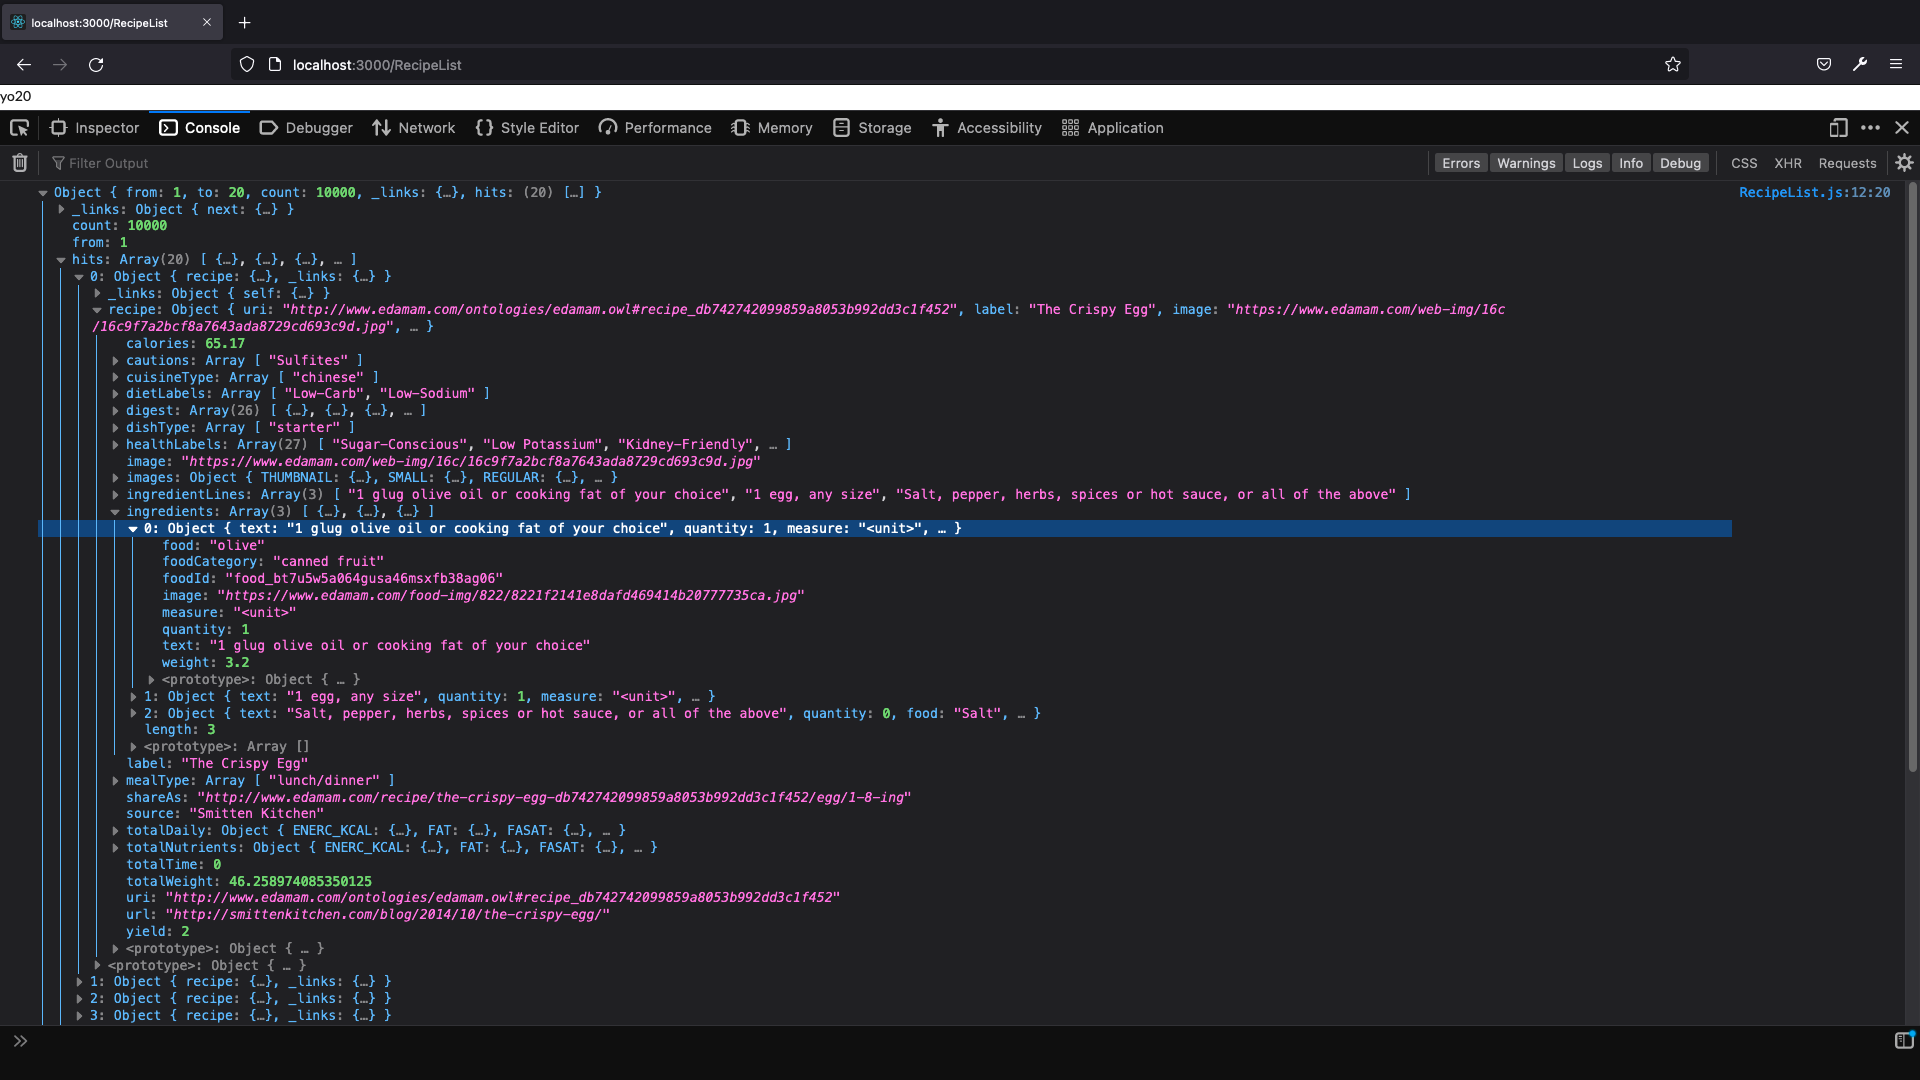 localhost:3000/RecipeList
localhost:3000/RecipeList
yo20
Inspector Console Debugger Network Style Editor Performance Memory Storage Accessibility Application
Filter Output Errors Warnings Logs Info Debug CSS XHR Requests
Object { from: 1, to: 20, count: 10000, _links: {…}, hits: (20) […] } RecipeList.js:12:20
_links: Object { next: {…} }
count: 10000
from: 1
hits: Array(20) [ {…}, {…}, {…}, … ]
0: Object { recipe: {…}, _links: {…} }
_links: Object { self: {…} }
recipe: Object { uri: "http://www.edamam.com/ontologies/edamam.owl#recipe_db742742099859a8053b992dd3c1f452", label: "The Crispy Egg", image: "https://www.edamam.com/web-img/16c
/16c9f7a2bcf8a7643ada8729cd693c9d.jpg", … }
calories: 65.17
cautions: Array [ "Sulfites" ]
cuisineType: Array [ "chinese" ]
dietLabels: Array [ "Low-Carb", "Low-Sodium" ]
digest: Array(26) [ {…}, {…}, {…}, … ]
dishType: Array [ "starter" ]
healthLabels: Array(27) [ "Sugar-Conscious", "Low Potassium", "Kidney-Friendly", … ]
image: "https://www.edamam.com/web-img/16c/16c9f7a2bcf8a7643ada8729cd693c9d.jpg"
images: Object { THUMBNAIL: {…}, SMALL: {…}, REGULAR: {…}, … }
ingredientLines: Array(3) [ "1 glug olive oil or cooking fat of your choice", "1 egg, any size", "Salt, pepper, herbs, spices or hot sauce, or all of the above" ]
ingredients: Array(3) [ {…}, {…}, {…} ]
0: Object { text: "1 glug olive oil or cooking fat of your choice", quantity: 1, measure: "<unit>", … }
food: "olive"
foodCategory: "canned fruit"
foodId: "food_bt7u5w5a064gusa46msxfb38ag06"
image: "https://www.edamam.com/food-img/822/8221f2141e8dafd469414b20777735ca.jpg"
measure: "<unit>"
quantity: 1
text: "1 glug olive oil or cooking fat of your choice"
weight: 3.2
<prototype>: Object { … }
1: Object { text: "1 egg, any size", quantity: 1, measure: "<unit>", … }
2: Object { text: "Salt, pepper, herbs, spices or hot sauce, or all of the above", quantity: 0, food: "Salt", … }
length: 3
<prototype>: Array []
label: "The Crispy Egg"
mealType: Array [ "lunch/dinner" ]
shareAs: "http://www.edamam.com/recipe/the-crispy-egg-db742742099859a8053b992dd3c1f452/egg/1-8-ing"
source: "Smitten Kitchen"
totalDaily: Object { ENERC_KCAL: {…}, FAT: {…}, FASAT: {…}, … }
totalNutrients: Object { ENERC_KCAL: {…}, FAT: {…}, FASAT: {…}, … }
totalTime: 0
totalWeight: 46.258974085350125
uri: "http://www.edamam.com/ontologies/edamam.owl#recipe_db742742099859a8053b992dd3c1f452"
url: "http://smittenkitchen.com/blog/2014/10/the-crispy-egg/"
yield: 2
<prototype>: Object { … }
<prototype>: Object { … }
1: Object { recipe: {…}, _links: {…} }
2: Object { recipe: {…}, _links: {…} }
3: Object { recipe: {…}, _links: {…} }